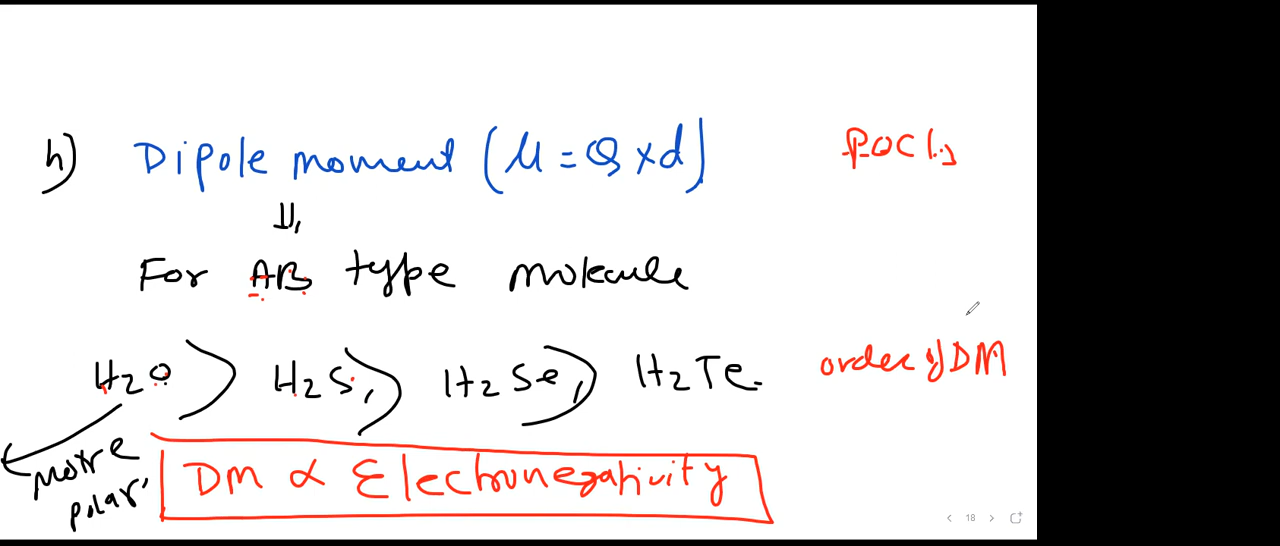 h) Dipole moment (μ = Q × d)
POCl3
⇓,
For AB type molecule
H2O > H2S, > H2Se, > H2Te.
order of DM
more polar'
DM ∝ Electronegativity
18